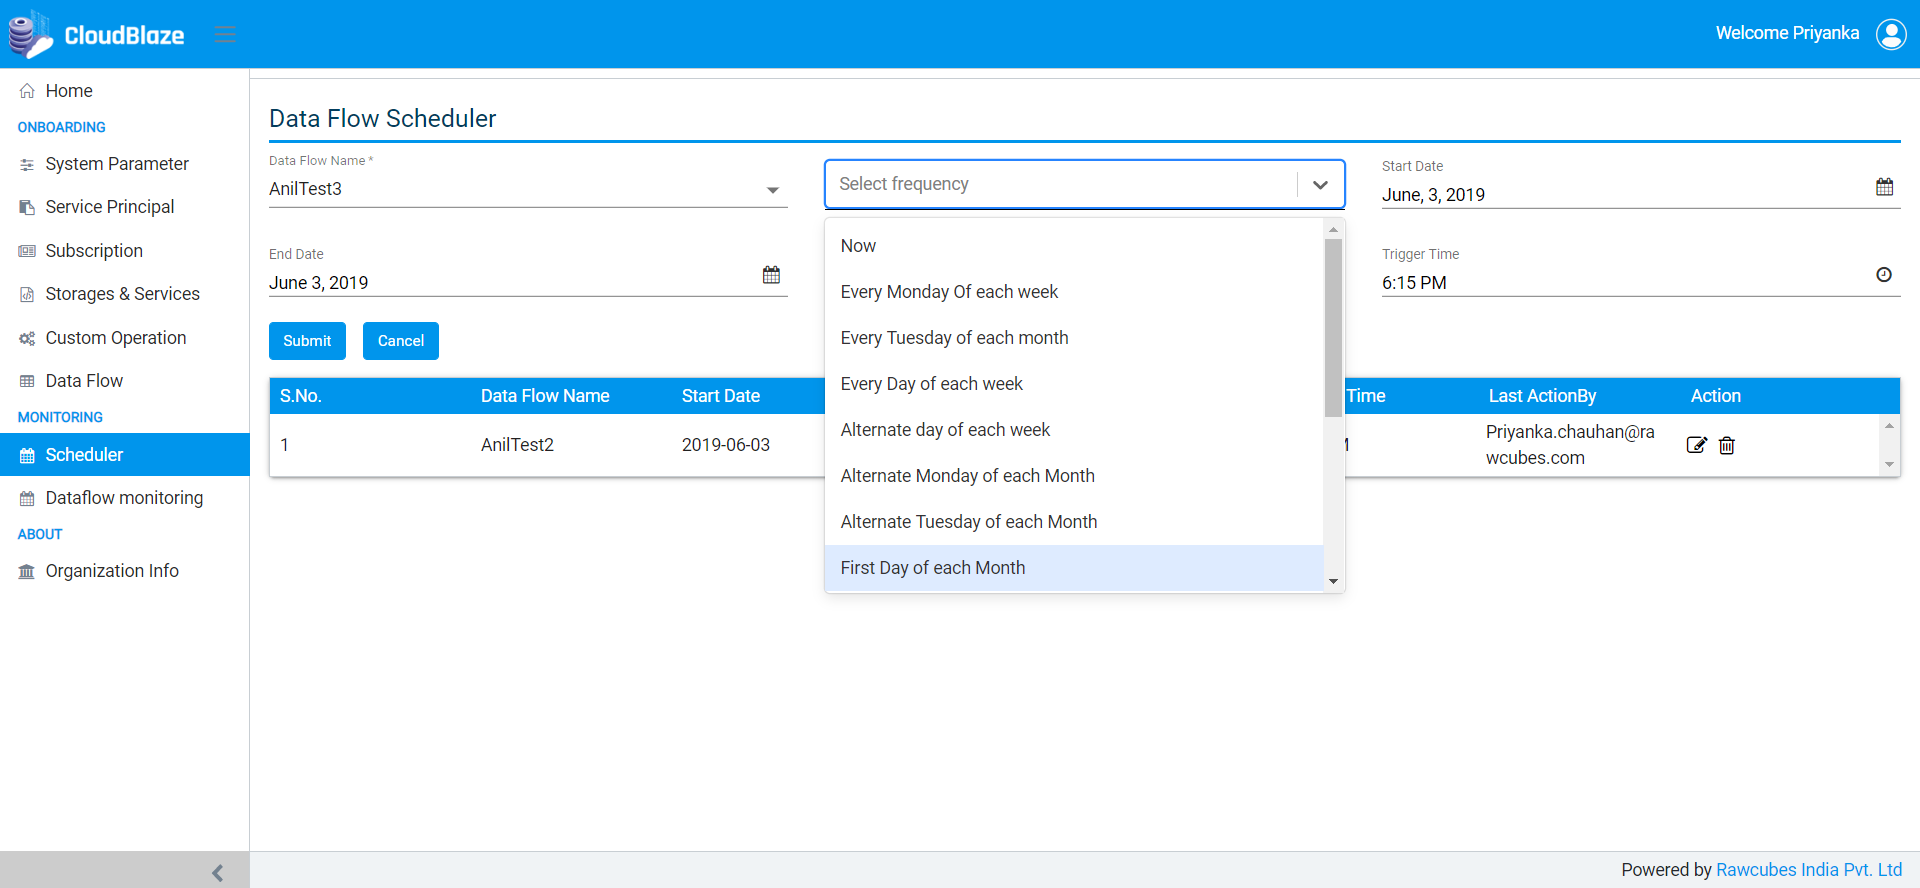 CloudBlaze
Welcome Priyanka
Home
ONBOARDING
System Parameter
Service Principal
Subscription
Storages & Services
Custom Operation
Data Flow
MONITORING
Scheduler
Dataflow monitoring
ABOUT
Organization Info
Data Flow Scheduler
Data Flow Name *
AnilTest3
Select frequency
Start Date
June, 3, 2019
End Date
June 3, 2019
Trigger Time
6:15 PM
Now
Every Monday Of each week
Every Tuesday of each month
Every Day of each week
Alternate day of each week
Alternate Monday of each Month
Alternate Tuesday of each Month
First Day of each Month
Submit Cancel
S.No. Data Flow Name Start Date Time Last ActionBy Action
1 AnilTest2 2019-06-03 Priyanka.chauhan@ra
wcubes.com
Powered by Rawcubes India Pvt. Ltd